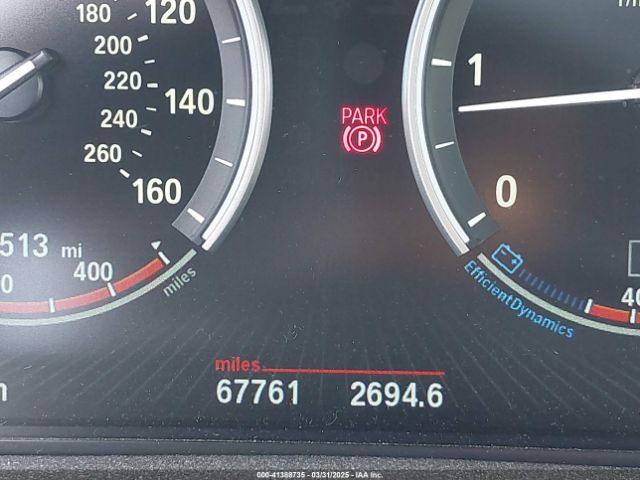 180
120
200
220
140
240
260
160
513 mi
400
miles
PARK
P
1
0
EfficientDynamics
miles
67761 2694.6
000-41388735 - 03/31/2025 - IAA, Inc.